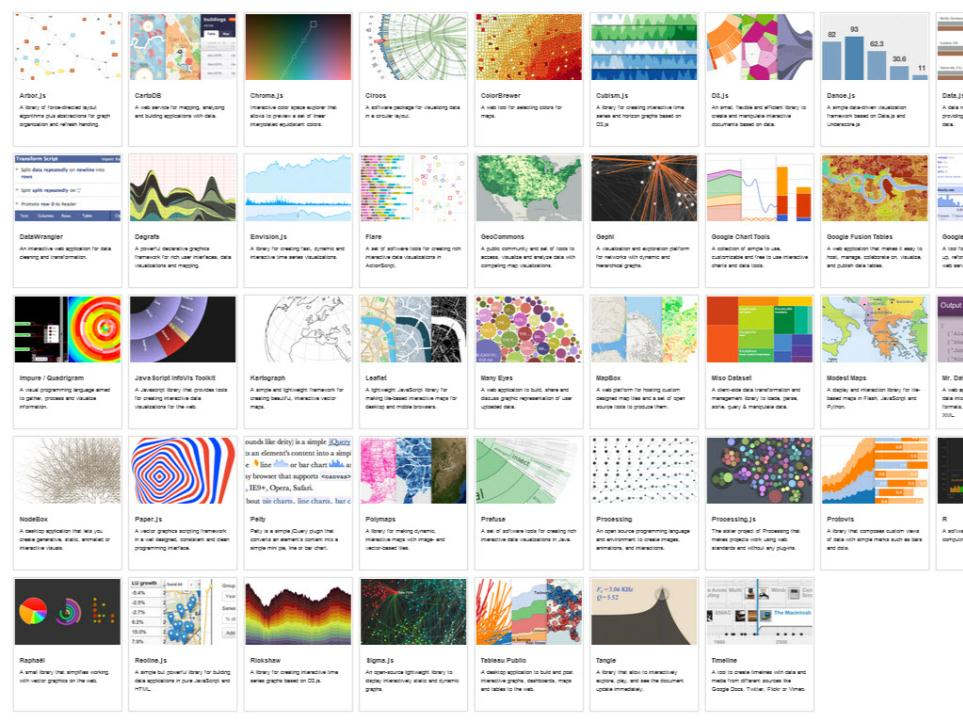 buildings
82
93
62.3
30.6
11
Arbor.js
A library of force-directed layout
algorithms plus abstractions for graph
organization and refresh handling.
CartoDB
A web service for mapping, analyzing
and building applications with data.
Chroma.js
Interactive color space explorer that
allows to preview a set of linear
interpolated equidistant colors.
Circos
A software package for visualizing data
in a circular layout.
ColorBrewer
A web tool for selecting colors for
maps.
Cubism.js
A library for creating interactive time
series and horizon graphs based on
D3.js
D3.js
An small, flexible and efficient library to
create and manipulate interactive
documents based on data.
Dance.js
A simple data-driven visualization
framework based on Data.js and
Underscore.js
Data.js
Transform Script
Split data repeatedly on newline into
rows
Split split repeatedly on ','
Promote row 0 to header
Text Columns Rows Table
DataWrangler
An interactive web application for data
cleaning and transformation.
Degrafa
A powerful declarative graphics
framework for rich user interfaces, data
visualizations and mapping.
Envision.js
A library for creating fast, dynamic and
interactive time series visualizations.
Flare
A set of software tools for creating rich
interactive data visualizations in
ActionScript.
GeoCommons
A public community and set of tools to
access, visualize and analyze data with
compelling map visualizations.
Gephi
A visualization and exploration platform
for networks with dynamic and
hierarchical graphs.
Google Chart Tools
A collection of simple to use,
customizable and free to use interactive
charts and data tools.
Google Fusion Tables
A web application that makes it easy to
host, manage, collaborate on, visualize,
and publish data tables.
Google
Output
Impure / Quadrigram
A visual programming language aimed
to gather, process and visualize
information.
JavaScript InfoVis Toolkit
A Javascript library that provides tools
for creating interactive data
visualizations for the web.
Kartograph
A simple and lightweight framework for
creating beautiful, interactive vector
maps.
Leaflet
A lightweight JavaScript library for
making tile-based interactive maps for
desktop and mobile browsers.
Many Eyes
A web application to build, share and
discuss graphic representation of user
uploaded data.
MapBox
A web platform for hosting custom
designed map tiles and a set of open
source tools to produce them.
Miso Dataset
A client-side data transformation and
management library to loads, parses,
sorts, query & manipulate data.
Modest Maps
A display and interaction library for tile-
based maps in Flash, JavaScript and
Python.
ounds like deity) is a simple jQuery
is an element's content into a simpl
line or bar chart as
y browser that supports <canvas>
, IE9+, Opera, Safari.
bout pie charts, line charts, bar c
insect
NodeBox
A desktop application that lets you
create generative, static, animated or
interactive visuals.
Paper.js
A vector graphics scripting framework
in a well designed, consistent and clean
programming interface.
Peity
Peity is a simple jQuery plugin that
converts an element's content into a
simple mini pie, line or bar chart.
Polymaps
A library for making dynamic,
interactive maps with image- and
vector-based tiles.
Prefuse
A set of software tools for creating rich
interactive data visualizations in Java.
Processing
An open source programming language
and environment to create images,
animations, and interactions.
Processing.js
The sister project of Processing that
makes projects work using web
standards and without any plug-ins.
Protovis
A library that composes custom views
of data with simple marks such as bars
and dots.
R
LU growth
-0.4%
-2.5%
-2.7%
6.2%
15.0%
7.9%
Group
F = 3.06 KHz
Q = 5.52
The Macintosh
Raphaël
A small library that simplifies working
with vector graphics on the web.
Recline.js
A simple but powerful library for building
data applications in pure JavaScript and
HTML.
Rickshaw
A library for creating interactive time
series graphs based on D3.js.
Sigma.js
An open-source lightweight library to
display interactively static and dynamic
graphs.
Tableau Public
A desktop application to build and post
interactive graphs, dashboards, maps
and tables to the web.
Tangle
A library that allow to interactively
explore, play, and see the document
update immediately.
Timeline
A tool to create timelines with data and
media from different sources like
Google Docs, Twitter, Flickr or Vimeo.